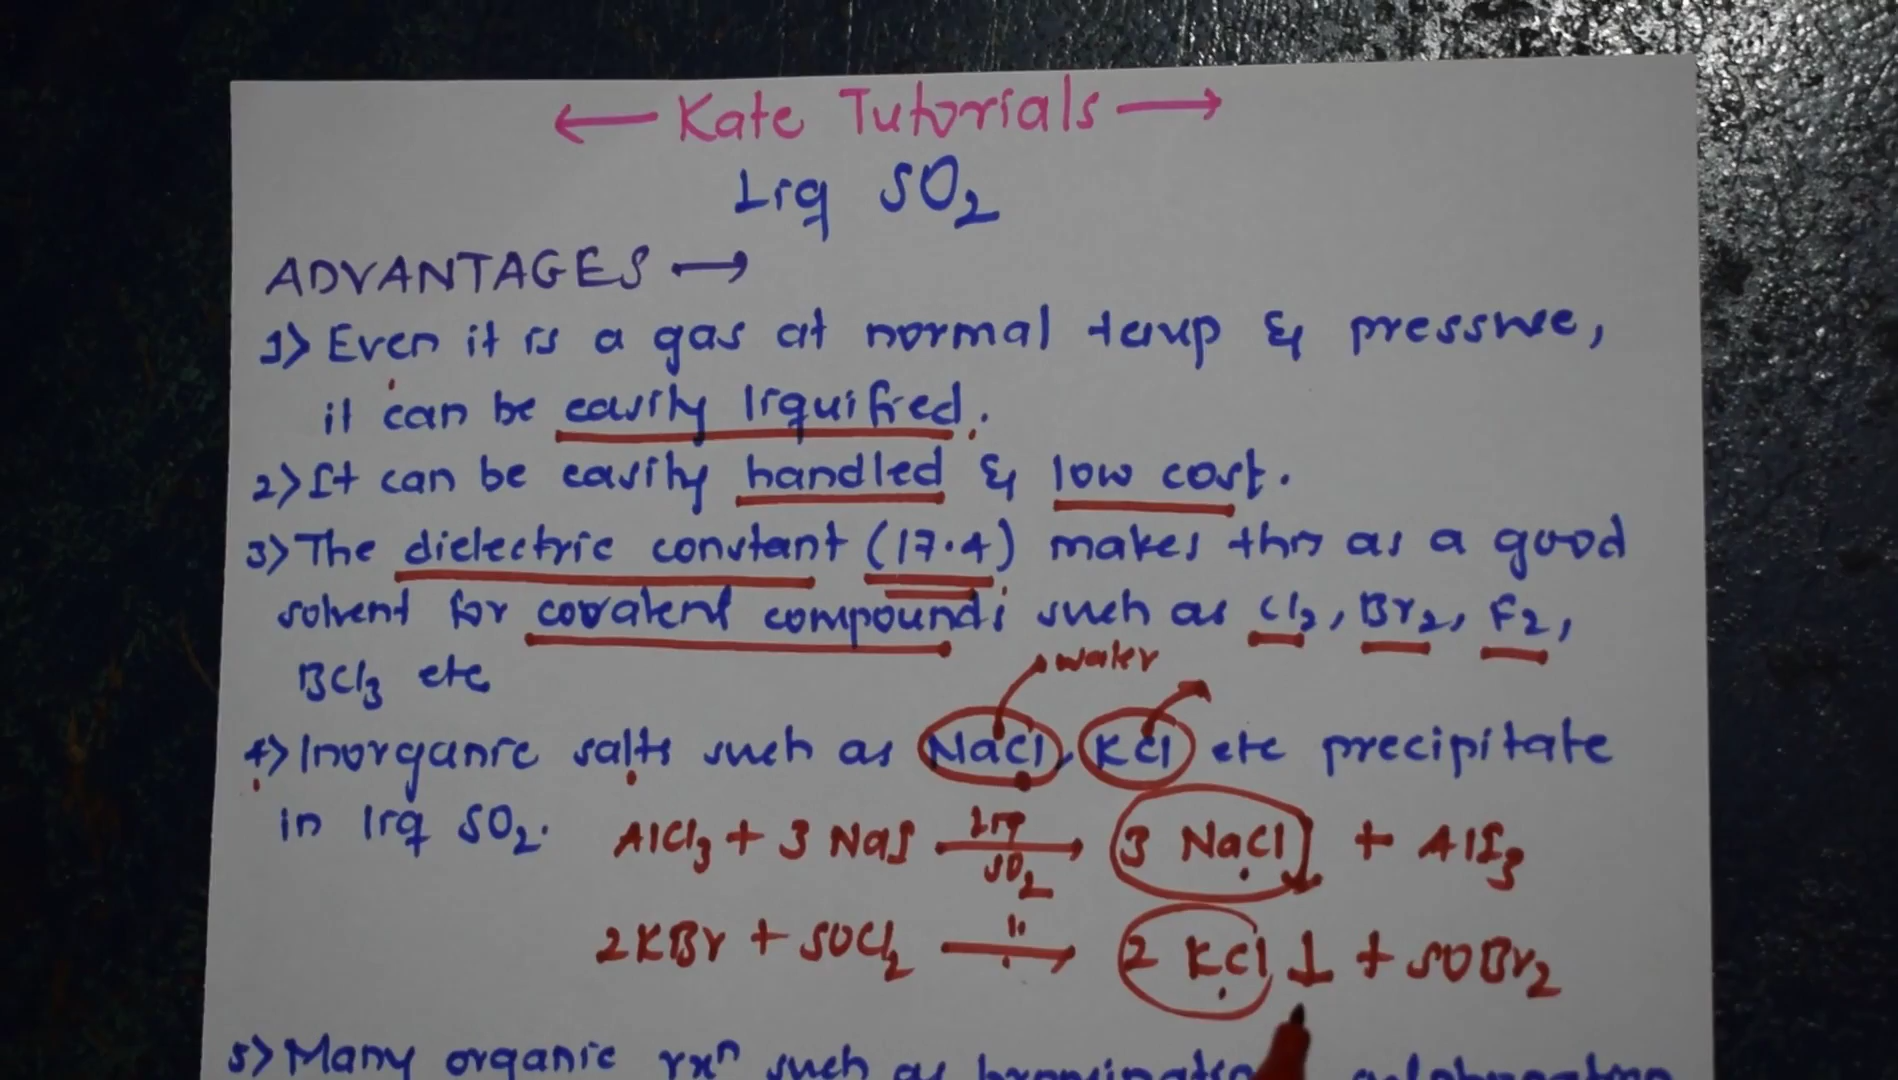 ← Kate Tutorials →
Liq SO2
ADVANTAGES →
1) Even it is a gas at normal temp & pressure,
it can be easily liquified.
2) It can be easily handled & low cost.
3) The dielectric constant (17.4) makes this as a good
solvent for covalent compounds such as Cl2, Br2, F2,
water
BCl3 etc
4) Inorganic salts such as NaCl, KCl etc precipitate
in liq SO2.
AlCl3 + 3 NaI —liq SO2→ 3 NaCl↓ + AlI3
2KBr + SOCl2 —"→ 2 KCl↓ + SOBr2
5) Many organic rxn such as bromination